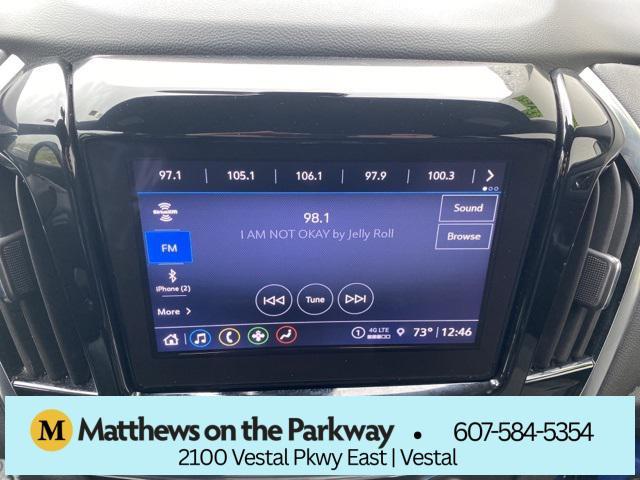 97.1 | 105.1 | 106.1 | 97.9 | 100.3 >
SiriusXM
98.1
Sound
I AM NOT OKAY by Jelly Roll
FM
Browse
iPhone (2)
Tune
More >
1 4G LTE 73° | 12:46
M Matthews on the Parkway • 607-584-5354
2100 Vestal Pkwy East | Vestal